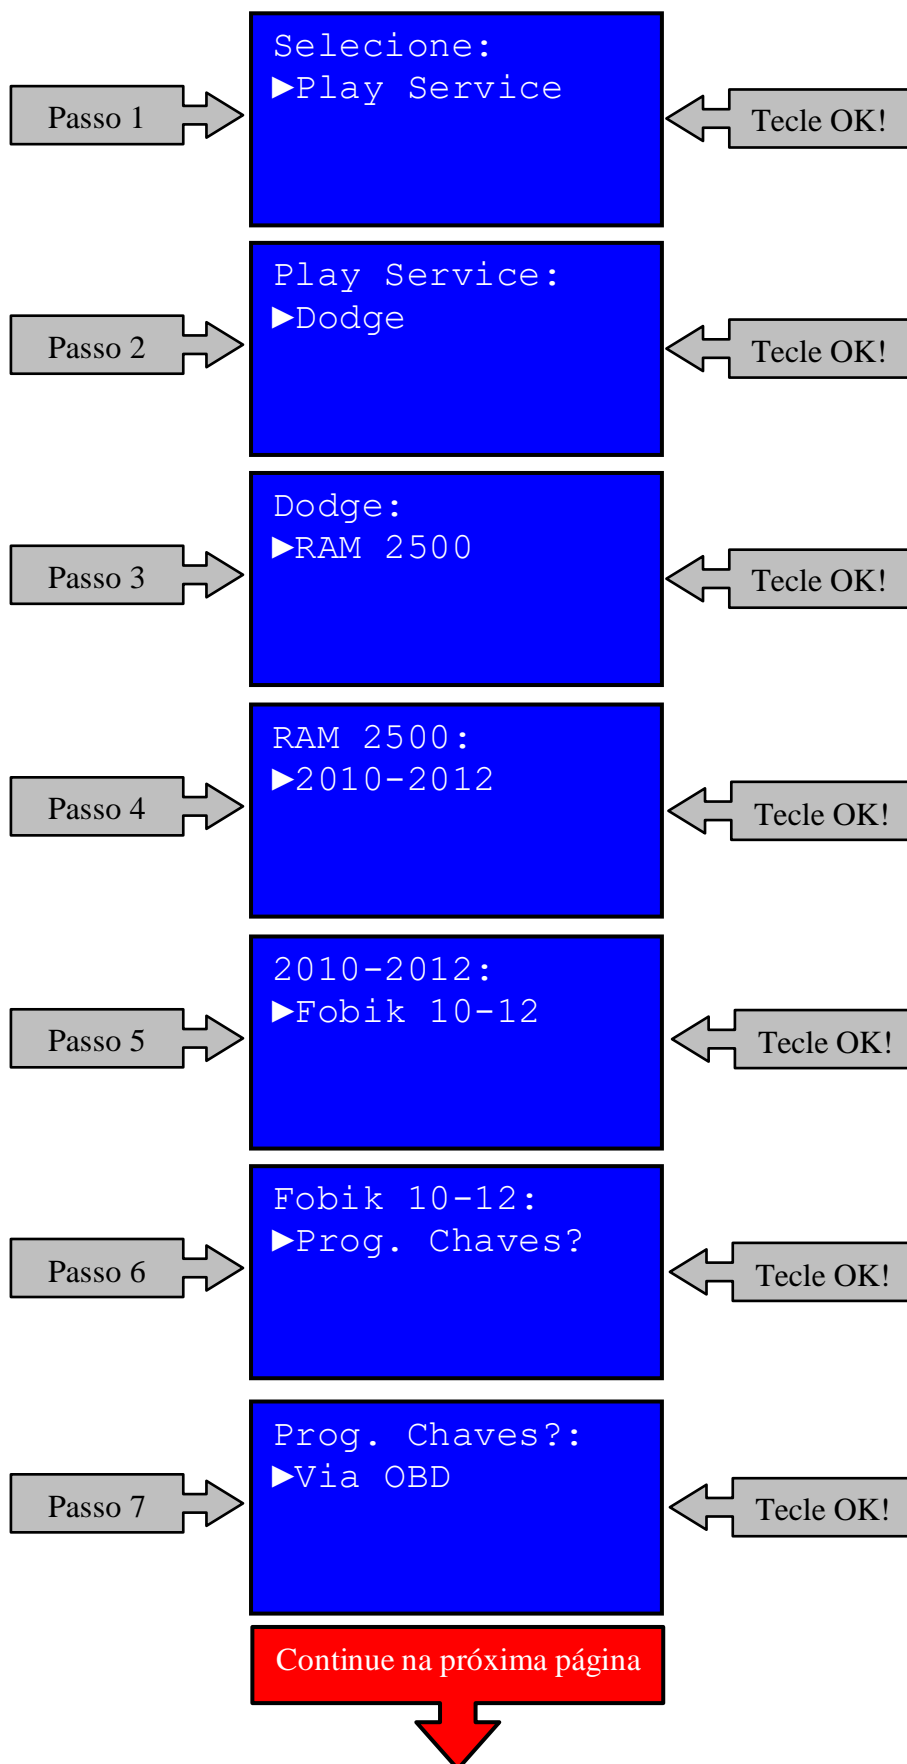 Selecione:
►Play Service
Passo 1
Tecle OK!
Play Service:
►Dodge
Passo 2
Tecle OK!
Dodge:
►RAM 2500
Passo 3
Tecle OK!
RAM 2500:
►2010-2012
Passo 4
Tecle OK!
2010-2012:
►Fobik 10-12
Passo 5
Tecle OK!
Fobik 10-12:
►Prog. Chaves?
Passo 6
Tecle OK!
Prog. Chaves?:
►Via OBD
Passo 7
Tecle OK!
Continue na próxima página